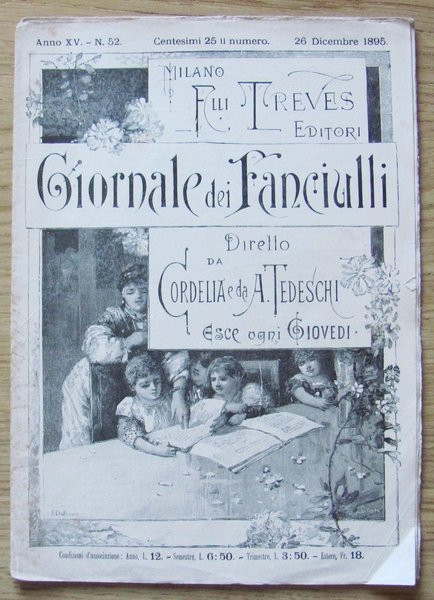 Anno XV. - N. 52.
Centesimi 25 il numero.
26 Dicembre 1895.
MILANO
Flli TREVES
EDITORI
Giornale dei Fanciulli
Diretto
DA
CORDELIA e da A. TEDESCHI
Esce ogni GIOVEDÌ.
Condizioni d'associazione: Anno, L. 12. - Semestre, L. 6:50. - Trimestre, L. 3:50. - Estero, Fr. 18.